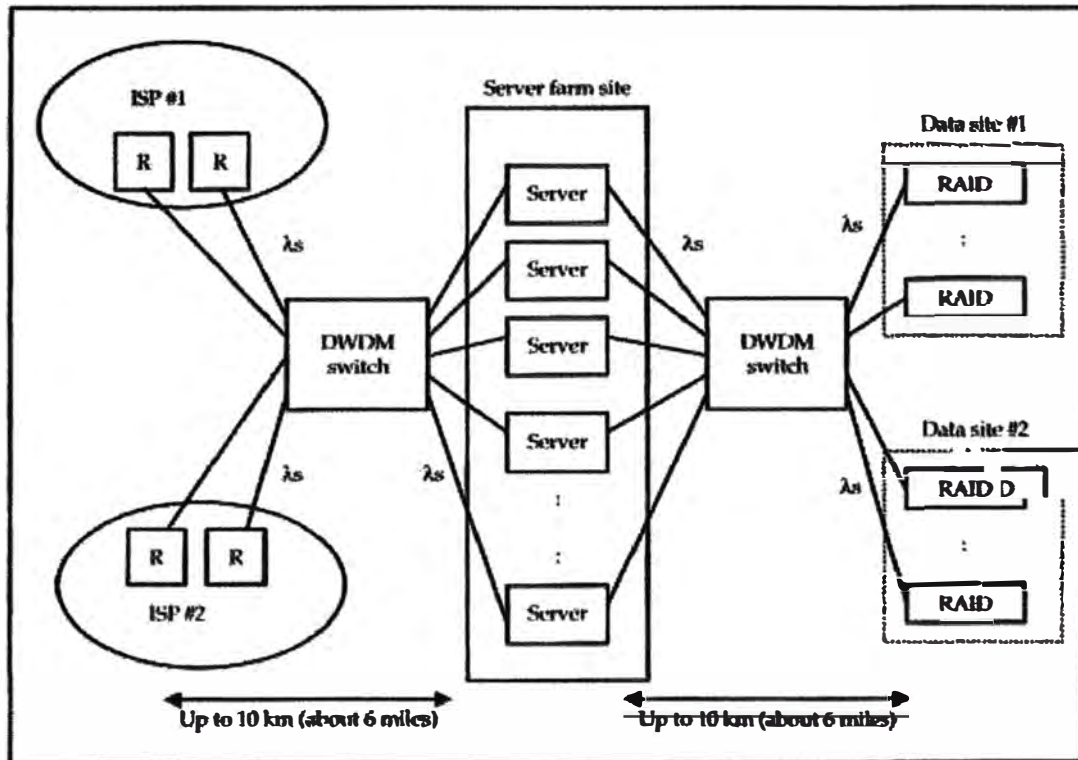 ISP #1
R R
λs
DWDM
switch
λs
R R
ISP #2
Server farm site
Server
Server
Server
Server
:
:
Server
λs
λs
DWDM
switch
Data site #1
RAID
:
RAID
λs
Data site #2
RAID D
:
RAID
λs
Up to 10 km (about 6 miles)
Up to 10 km (about 6 miles)